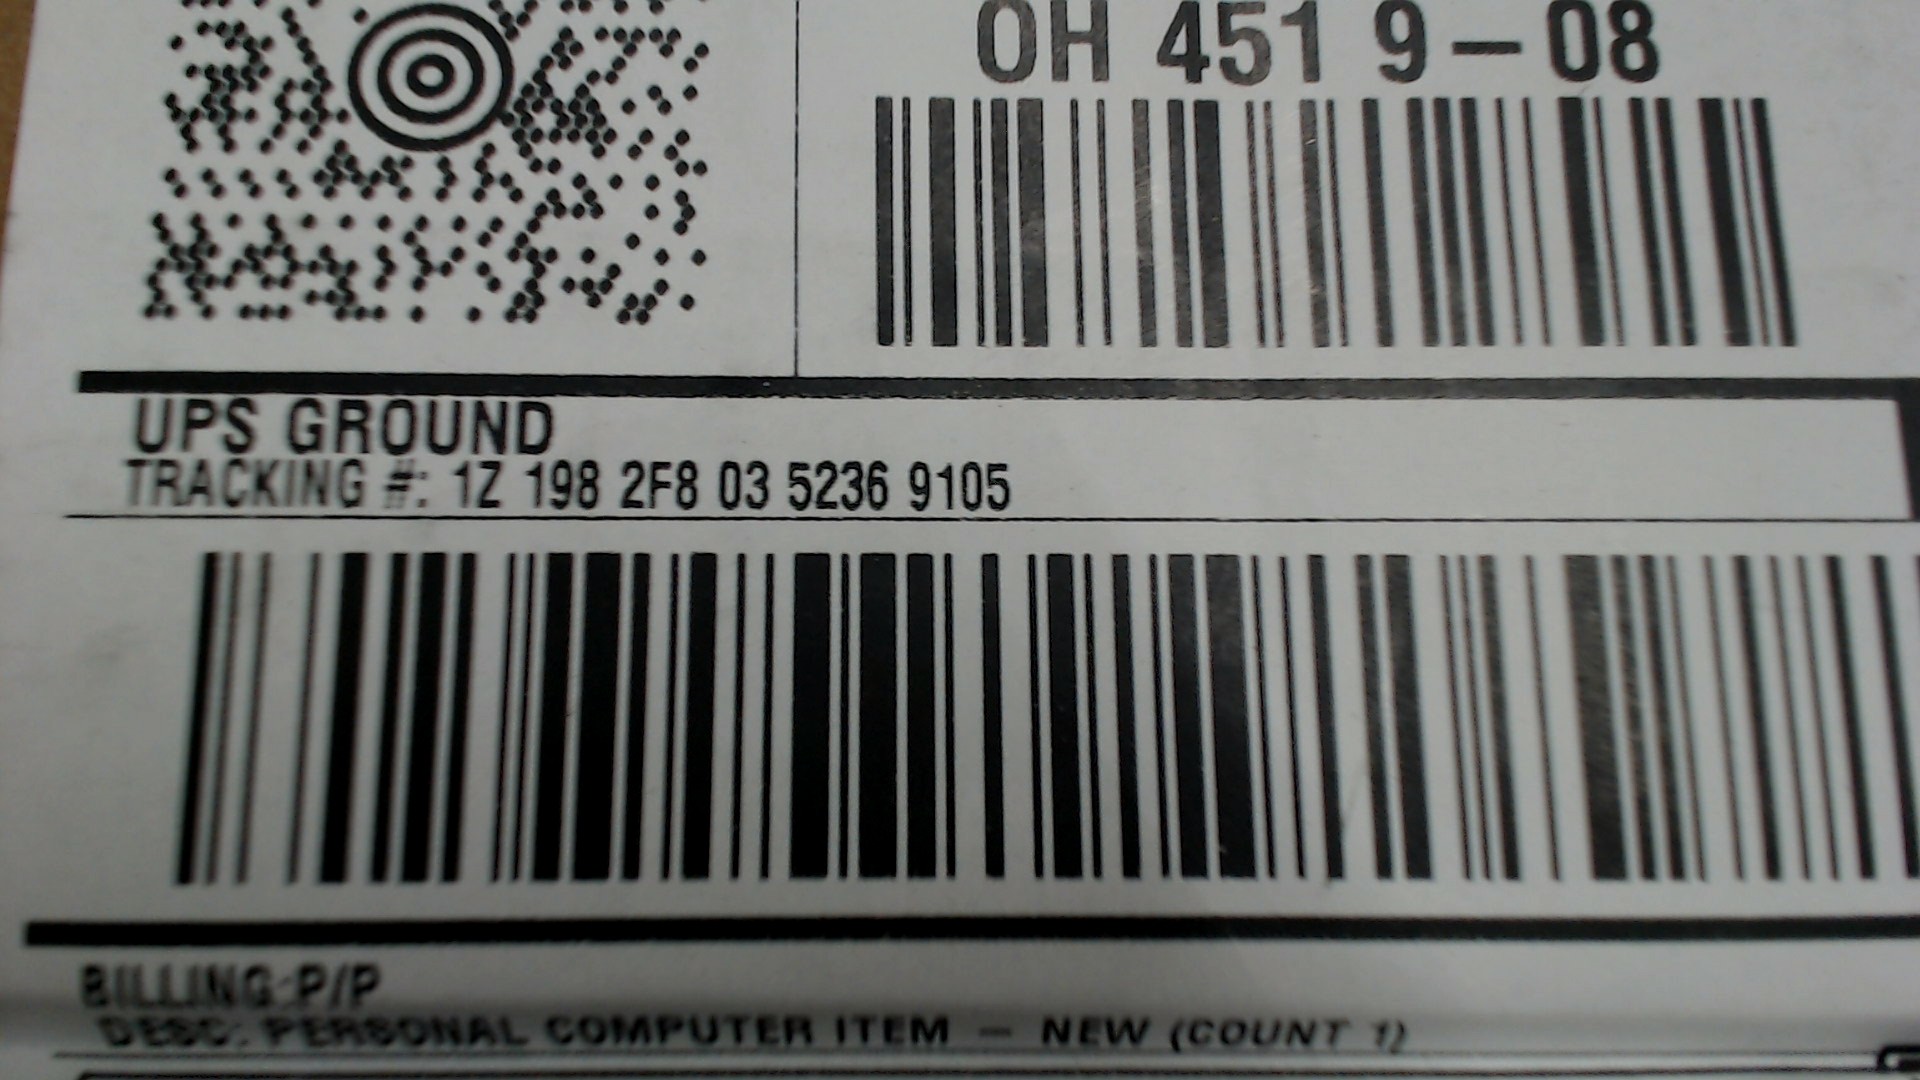 OH 451 9-08
UPS GROUND
TRACKING #: 1Z 198 2F8 03 5236 9105
BILLING: P/P
DESC: PERSONAL COMPUTER ITEM - NEW (COUNT 1)